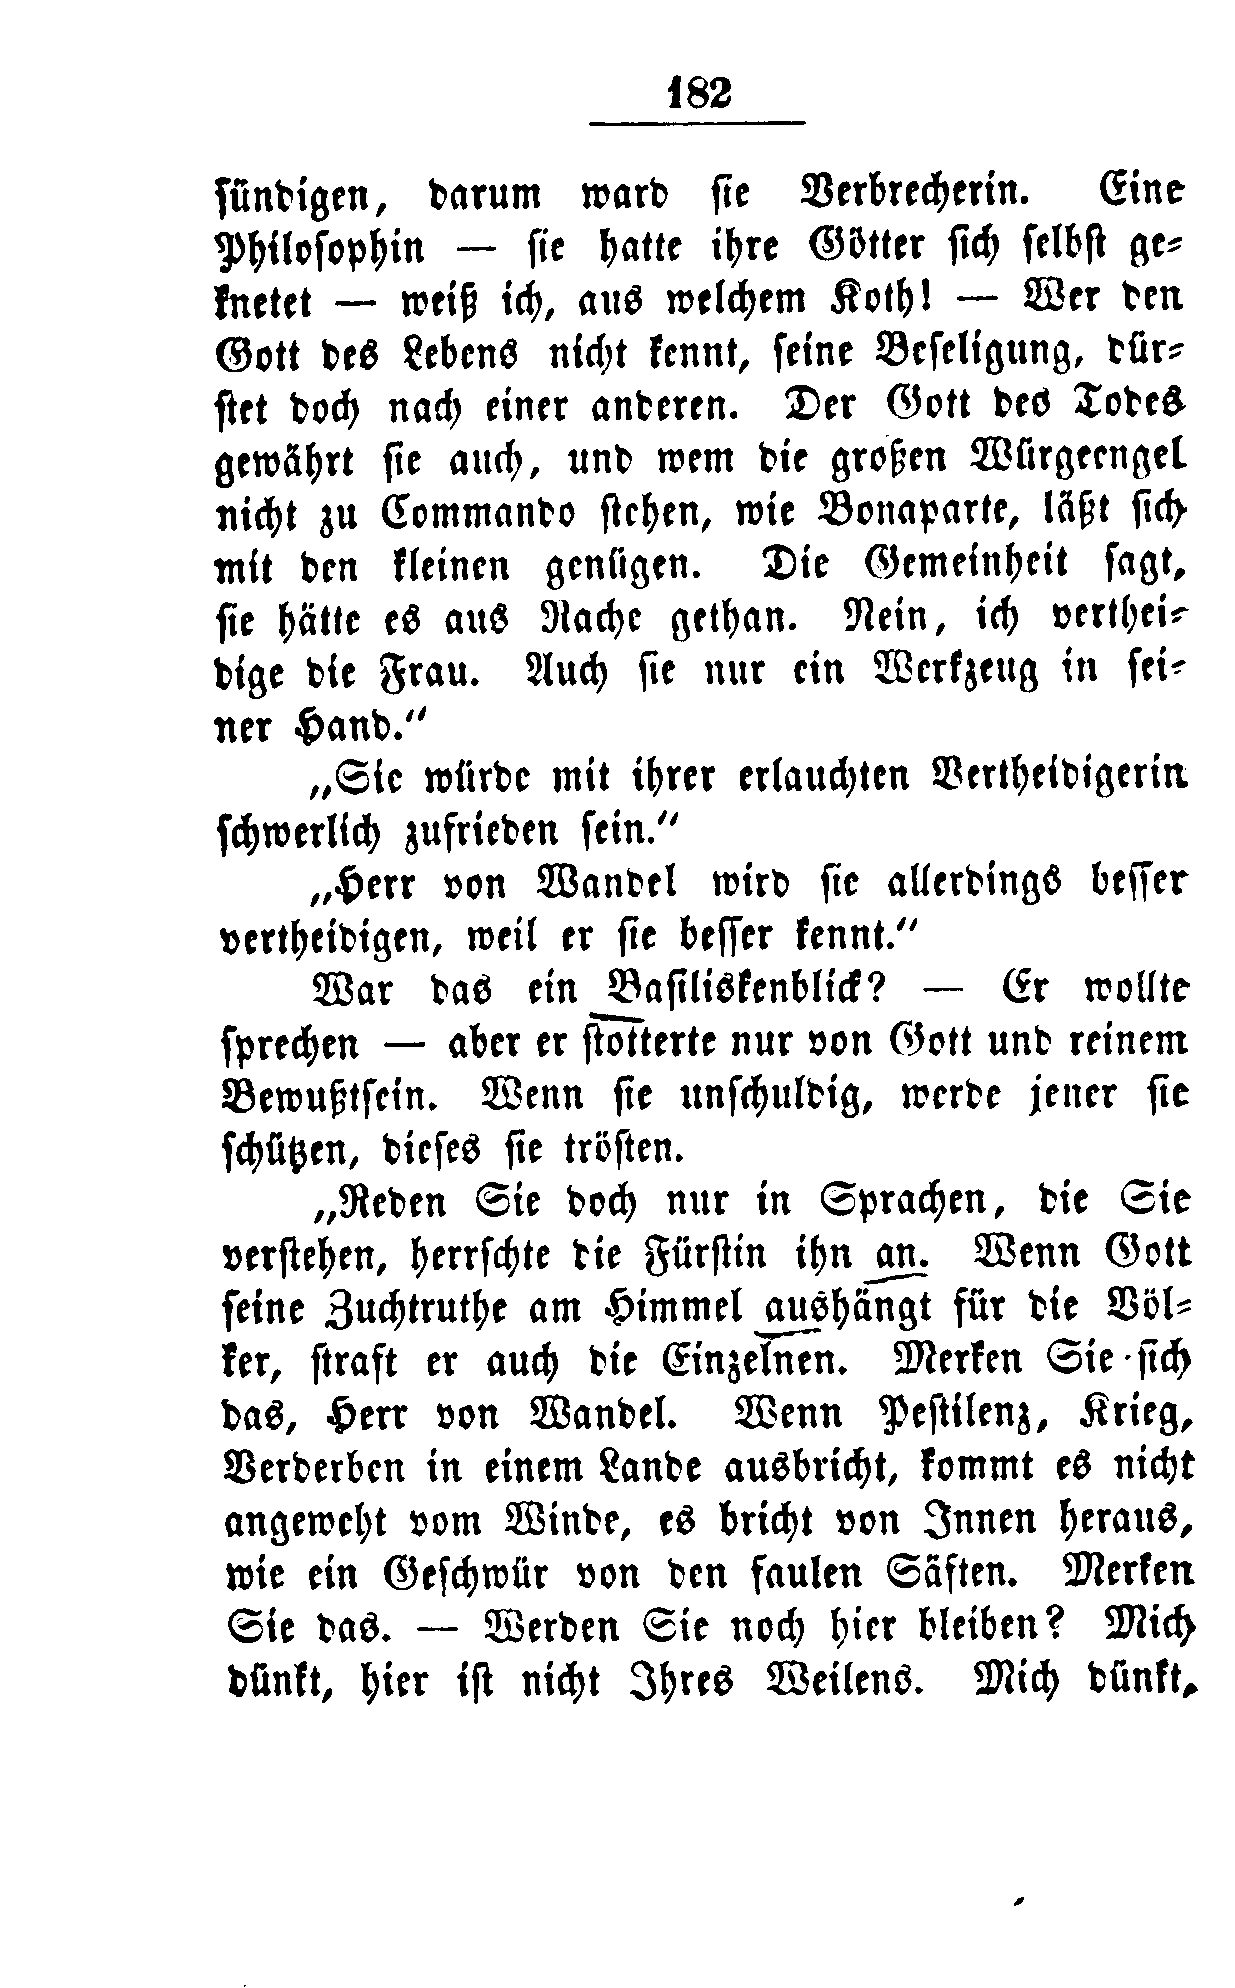 182
sündigen, darum ward sie Verbrecherin. Eine
Philosophin — sie hatte ihre Götter sich selbst ge-
knetet — weiß ich, aus welchem Koth! — Wer den
Gott des Lebens nicht kennt, seine Beseligung, dür-
stet doch nach einer anderen. Der Gott des Todes
gewährt sie auch, und wem die großen Würgeengel
nicht zu Commando stehen, wie Bonaparte, läßt sich
mit den kleinen genügen. Die Gemeinheit sagt,
sie hätte es aus Rache gethan. Nein, ich verthei-
dige die Frau. Auch sie nur ein Werkzeug in sei-
ner Hand.“
„Sie würde mit ihrer erlauchten Vertheidigerin
schwerlich zufrieden sein.“
„Herr von Wandel wird sie allerdings besser
vertheidigen, weil er sie besser kennt.“
War das ein Basiliskenblick? — Er wollte
sprechen — aber er stotterte nur von Gott und reinem
Bewußtsein. Wenn sie unschuldig, werde jener sie
schützen, dieses sie trösten.
„Reden Sie doch nur in Sprachen, die Sie
verstehen, herrschte die Fürstin ihn an. Wenn Gott
seine Zuchtruthe am Himmel aushängt für die Völ-
ker, straft er auch die Einzelnen. Merken Sie sich
das, Herr von Wandel. Wenn Pestilenz, Krieg,
Verderben in einem Lande ausbricht, kommt es nicht
angeweht vom Winde, es bricht von Innen heraus,
wie ein Geschwür von den faulen Säften. Merken
Sie das. — Werden Sie noch hier bleiben? Mich
dünkt, hier ist nicht Ihres Weilens. Mich dünkt,